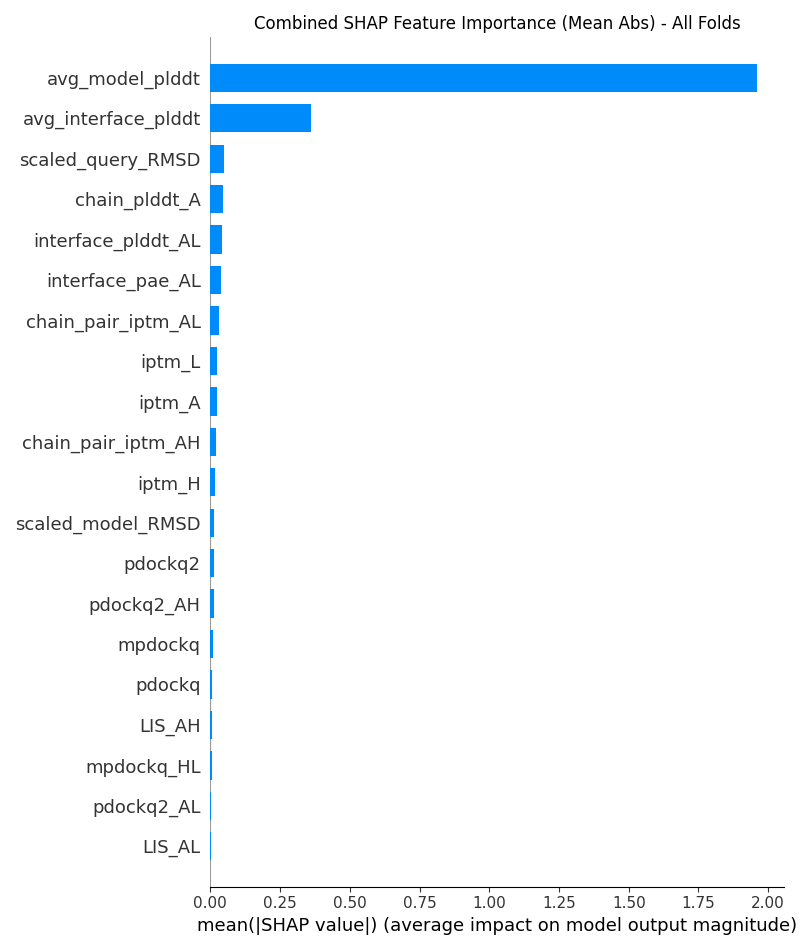 Combined SHAP Feature Importance (Mean Abs) - All Folds
avg_model_plddt
avg_interface_plddt
scaled_query_RMSD
chain_plddt_A
interface_plddt_AL
interface_pae_AL
chain_pair_iptm_AL
iptm_L
iptm_A
chain_pair_iptm_AH
iptm_H
scaled_model_RMSD
pdockq2
pdockq2_AH
mpdockq
pdockq
LIS_AH
mpdockq_HL
pdockq2_AL
LIS_AL
0.00 0.25 0.50 0.75 1.00 1.25 1.50 1.75 2.00
mean(|SHAP value|) (average impact on model output magnitude)